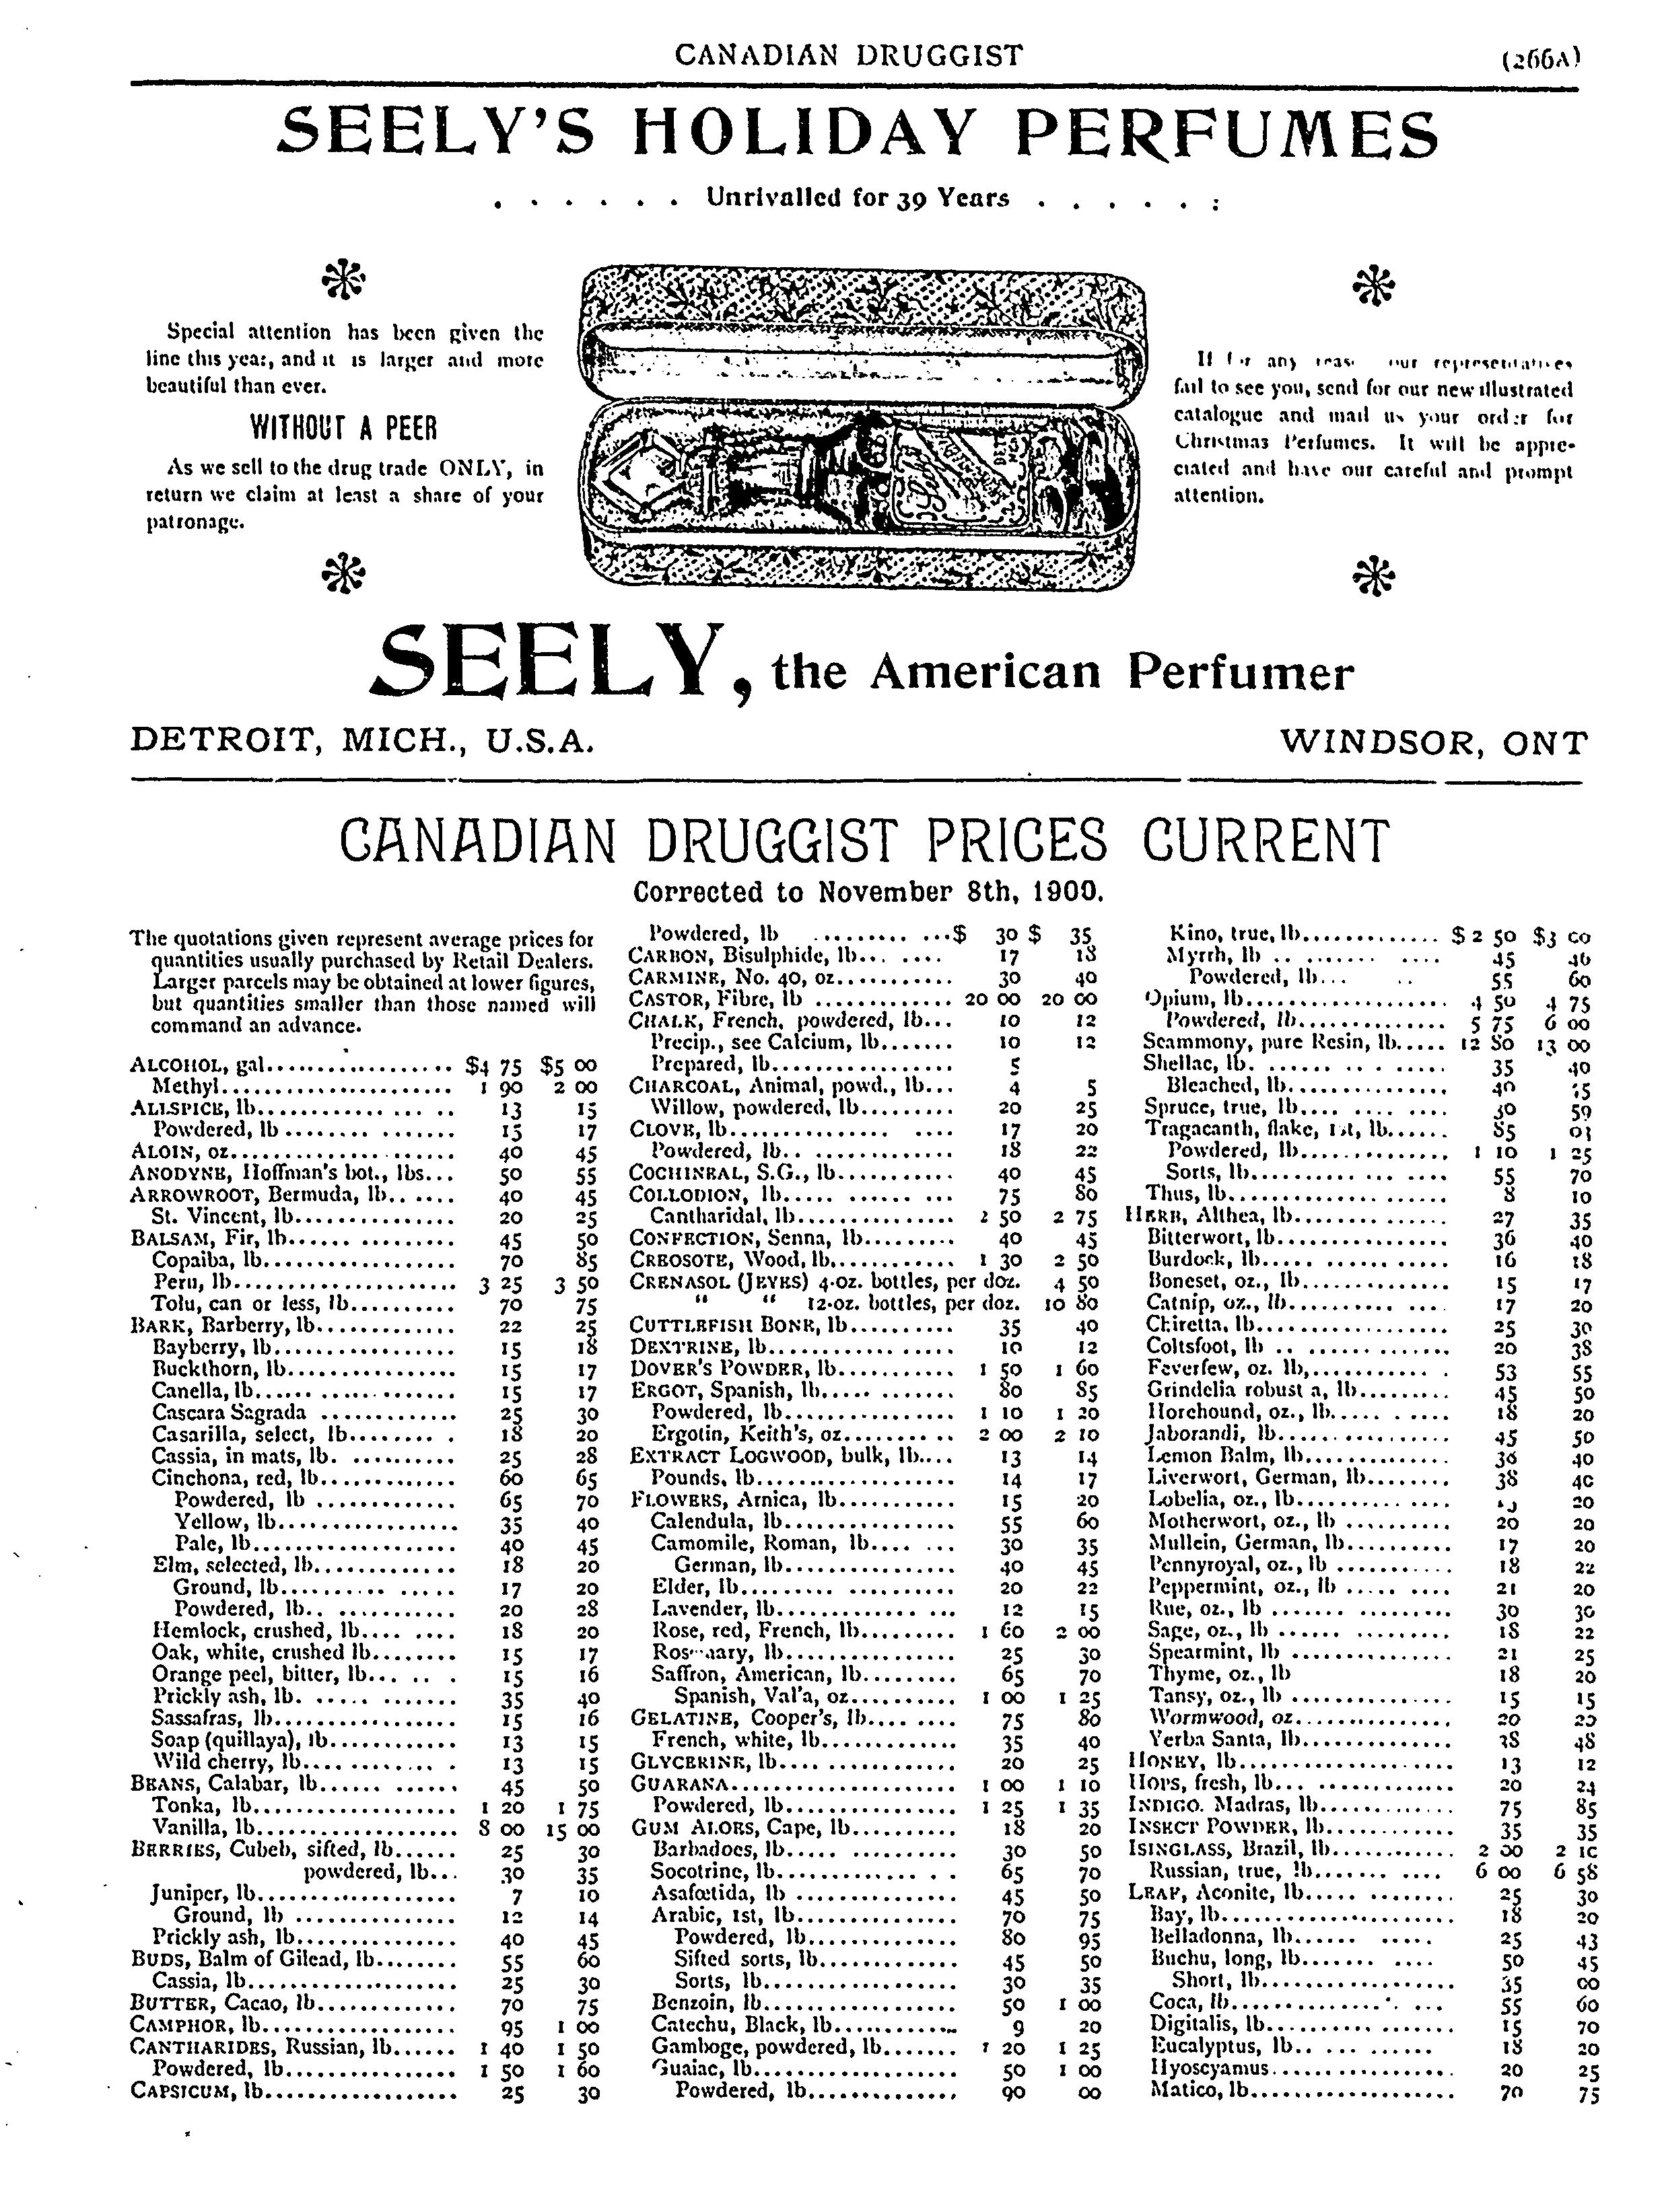 CANADIAN DRUGGIST (266A)
SEELY'S HOLIDAY PERFUMES
. . . . . . Unrivalled for 39 Years . . . . . :
Special attention has been given the
line this year, and it is larger and more
beautiful than ever.
WITHOUT A PEER
As we sell to the drug trade ONLY, in
return we claim at least a share of your
patronage.
If for any our representatives
fail to see you, send for our new illustrated
catalogue and mail us your order for
Christmas Perfumes. It will be appre-
ciated and have our careful and prompt
attention.
SEELY, the American Perfumer
DETROIT, MICH., U.S.A. WINDSOR, ONT
CANADIAN DRUGGIST PRICES CURRENT
Corrected to November 8th, 1900.
The quotations given represent average prices for
quantities usually purchased by Retail Dealers.
Larger parcels may be obtained at lower figures,
but quantities smaller than those named will
command an advance.
ALCOHOL, gal.................. $4 75 $5 00
Methyl..................... 1 90 2 00
ALLSPICE, lb................... 13 15
Powdered, lb ............... 15 17
ALOIN, oz...................... 40 45
ANODYNE, Hoffman's bot., lbs... 50 55
ARROWROOT, Bermuda, lb...... 40 45
St. Vincent, lb............... 20 25
BALSAM, Fir, lb............... 45 50
Copaiba, lb.................. 70 85
Peru, lb..................... 3 25 3 50
Tolu, can or less, lb.......... 70 75
BARK, Barberry, lb............. 22 25
Bayberry, lb................. 15 18
Buckthorn, lb................ 15 17
Canella, lb................... 15 17
Cascara Sagrada ............. 25 30
Casarilla, select, lb......... 18 20
Cassia, in mats, lb. .......... 25 28
Cinchona, red, lb............. 60 65
Powdered, lb ............. 65 70
Yellow, lb................. 35 40
Pale, lb................... 40 45
Elm, selected, lb............. 18 20
Ground, lb............... 17 20
Powdered, lb.. ........... 20 28
Hemlock, crushed, lb........ 18 20
Oak, white, crushed lb........ 15 17
Orange peel, bitter, lb... .. . 15 16
Prickly ash, lb. ..... ....... 35 40
Sassafras, lb................. 15 16
Soap (quillaya), lb............ 13 15
Wild cherry, lb.............. 13 15
BEANS, Calabar, lb............ 45 50
Tonka, lb................... 1 20 1 75
Vanilla, lb................... 8 00 15 00
BERRIES, Cubeb, sifted, lb...... 25 30
powdered, lb... 30 35
Juniper, lb.................. 7 10
Ground, lb ............... 12 14
Prickly ash, lb............... 40 45
BUDS, Balm of Gilead, lb........ 55 60
Cassia, lb.................... 25 30
BUTTER, Cacao, lb............. 70 75
CAMPHOR, lb.................. 95 1 00
CANTHARIDES, Russian, lb...... 1 40 1 50
Powdered, lb................ 1 50 1 60
CAPSICUM, lb.................. 25 30
Powdered, lb ......... ...$ 30 $ 35
CARBON, Bisulphide, lb... .... 17 18
CARMINE, No. 40, oz........... 30 40
CASTOR, Fibre, lb ............. 20 00 20 00
CHALK, French, powdered, lb... 10 12
Precip., see Calcium, lb....... 10 12
Prepared, lb................. 5
CHARCOAL, Animal, powd., lb... 4 5
Willow, powdered, lb......... 20 25
CLOVE, lb................ .... 17 20
Powdered, lb.. ............. 18 22
COCHINEAL, S.G., lb........... 40 45
COLLODION, lb..... ....... ... 75 80
Cantharidal, lb............... 2 50 2 75
CONFECTION, Senna, lb......... 40 45
CREOSOTE, Wood, lb............ 1 30 2 50
CRENASOL (JEYES) 4-oz. bottles, per doz. 4 50
" " 12-oz. bottles, per doz. 10 80
CUTTLEFISH BONE, lb.......... 35 40
DEXTRINE, lb................. 10 12
DOVER'S POWDER, lb........... 1 50 1 60
ERGOT, Spanish, lb..... ....... 80 85
Powdered, lb................ 1 10 1 20
Ergotin, Keith's, oz.......... 2 00 2 10
EXTRACT LOGWOOD, bulk, lb.... 13 14
Pounds, lb.................. 14 17
FLOWERS, Arnica, lb........... 15 20
Calendula, lb................ 55 60
Camomile, Roman, lb.... ... 30 35
German, lb................ 40 45
Elder, lb......... .......... 20 22
Lavender, lb............. ... 12 15
Rose, red, French, lb......... 1 60 2 00
Rosemary, lb................ 25 30
Saffron, American, lb......... 65 70
Spanish, Val'a, oz.......... 1 00 1 25
GELATINE, Cooper's, lb.... .... 75 80
French, white, lb............. 35 40
GLYCERINE, lb................. 20 25
GUARANA...................... 1 00 1 10
Powdered, lb................ 1 25 1 35
GUM ALOES, Cape, lb.......... 18 20
Barbadoes, lb..... .......... 30 50
Socotrine, lb............. . .. 65 70
Asafœtida, lb ............... 45 50
Arabic, 1st, lb............... 70 75
Powdered, lb.............. 80 95
Sifted sorts, lb............. 45 50
Sorts, lb.................. 30 35
Benzoin, lb.................. 50 1 00
Catechu, Black, lb............ 9 20
Gamboge, powdered, lb....... 1 20 1 25
Guaiac, lb................... 50 1 00
Powdered, lb.............. 90 00
Kino, true, lb............. $2 50 $3 00
Myrrh, lb .. ....... .... 45 40
Powdered, lb... .. 55 60
Opium, lb.................... 4 50 4 75
Powdered, lb............... 5 75 6 00
Scammony, pure Resin, lb..... 12 80 13 00
Shellac, lb. ....... .. . ...... 35 40
Bleached, lb............... 40
Spruce, true, lb.... .... .... 30
Tragacanth, flake, 1st, lb...... 85
Powdered, lb.............. 1 10 1 25
Sorts, lb............ ... .... 55 70
Thus, lb............... ...... 8 10
HERB, Althea, lb......... ...... 27 35
Bitterwort, lb................ 36 40
Burdock, lb..... ...... ...... 16 18
Boneset, oz., lb.............. 15 17
Catnip, oz., lb.......... .... 17 20
Chiretta, lb................... 25 30
Coltsfoot, lb .. ...... ....... 20 38
Feverfew, oz. lb,.......... . 53 55
Grindelia robust a, lb......... 45 50
Horehound, oz., lb..... . .... 18 20
Jaborandi, lb................. 45 50
Lemon Balm, lb.............. 38 40
Liverwort, German, lb........ 38 40
Lobelia, oz., lb........... .... 20
Motherwort, oz., lb .......... 20 20
Mullein, German, lb.......... 17 20
Pennyroyal, oz., lb ........... 18 22
Peppermint, oz., lb ..... .... 21 20
Rue, oz., lb ....... ......... 30 30
Sage, oz., lb ...... ......... 18 22
Spearmint, lb ............... 21 25
Thyme, oz., lb 18 20
Tansy, oz., lb ............... 15 15
Wormwood, oz............... 20 20
Yerba Santa, lb.............. 38 48
HONEY, lb.................... 13 12
HOPS, fresh, lb... ............. 20 24
INDIGO. Madras, lb............. 75 85
INSECT POWDER, lb............ 35 35
ISINGLASS, Brazil, lb............ 2 00 2 10
Russian, true, lb....... .... 6 00 6 58
LEAF, Aconite, lb..... ........ 25 30
Bay, lb...................... 18 20
Belladonna, lb...... ..... 25 43
Buchu, long, lb....... .... 50 45
Short, lb.................. 35 00
Coca, lb................ ... 55 60
Digitalis, lb............ ....... 15 70
Eucalyptus, lb.. ... ...... 18 20
Hyoscyamus................. 20 25
Matico, lb................... 70 75